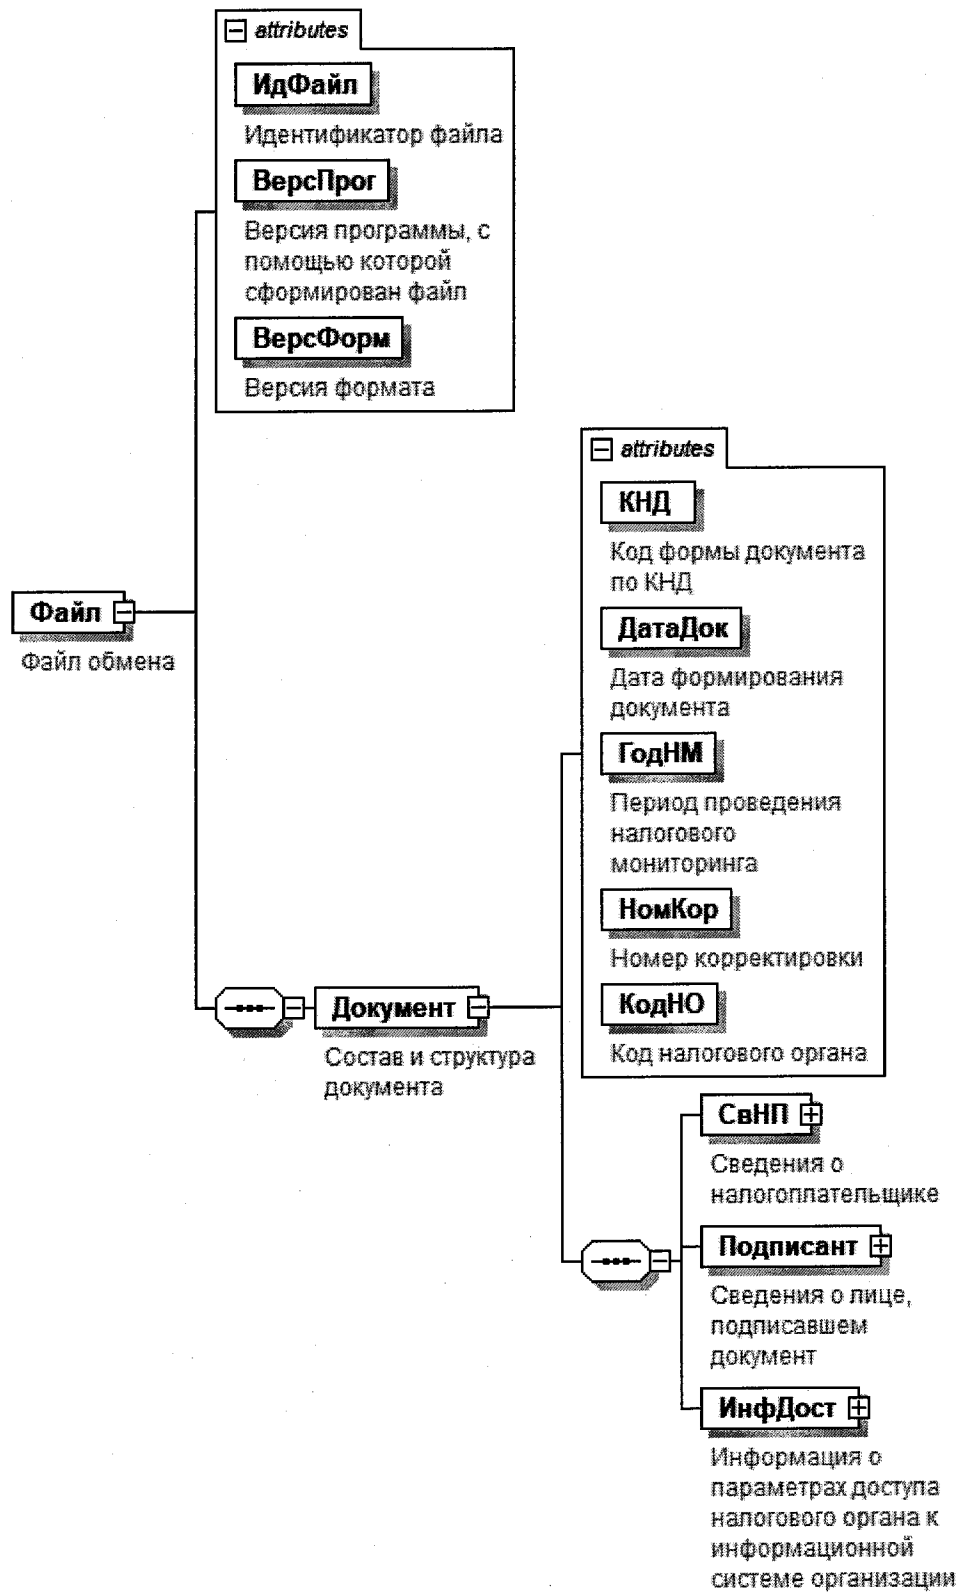 attributes
ИдФайл
Идентификатор файла
ВерсПрог
Версия программы, с
помощью которой
сформирован файл
ВерсФорм
Версия формата
Файл
Файл обмена
attributes
КНД
Код формы документа
по КНД
ДатаДок
Дата формирования
документа
ГодНМ
Период проведения
налогового
мониторинга
НомКор
Номер корректировки
КодНО
Код налогового органа
Документ
Состав и структура
документа
СвНП
Сведения о
налогоплательщике
Подписант
Сведения о лице,
подписавшем
документ
ИнфДост
Информация о
параметрах доступа
налогового органа к
информационной
системе организации